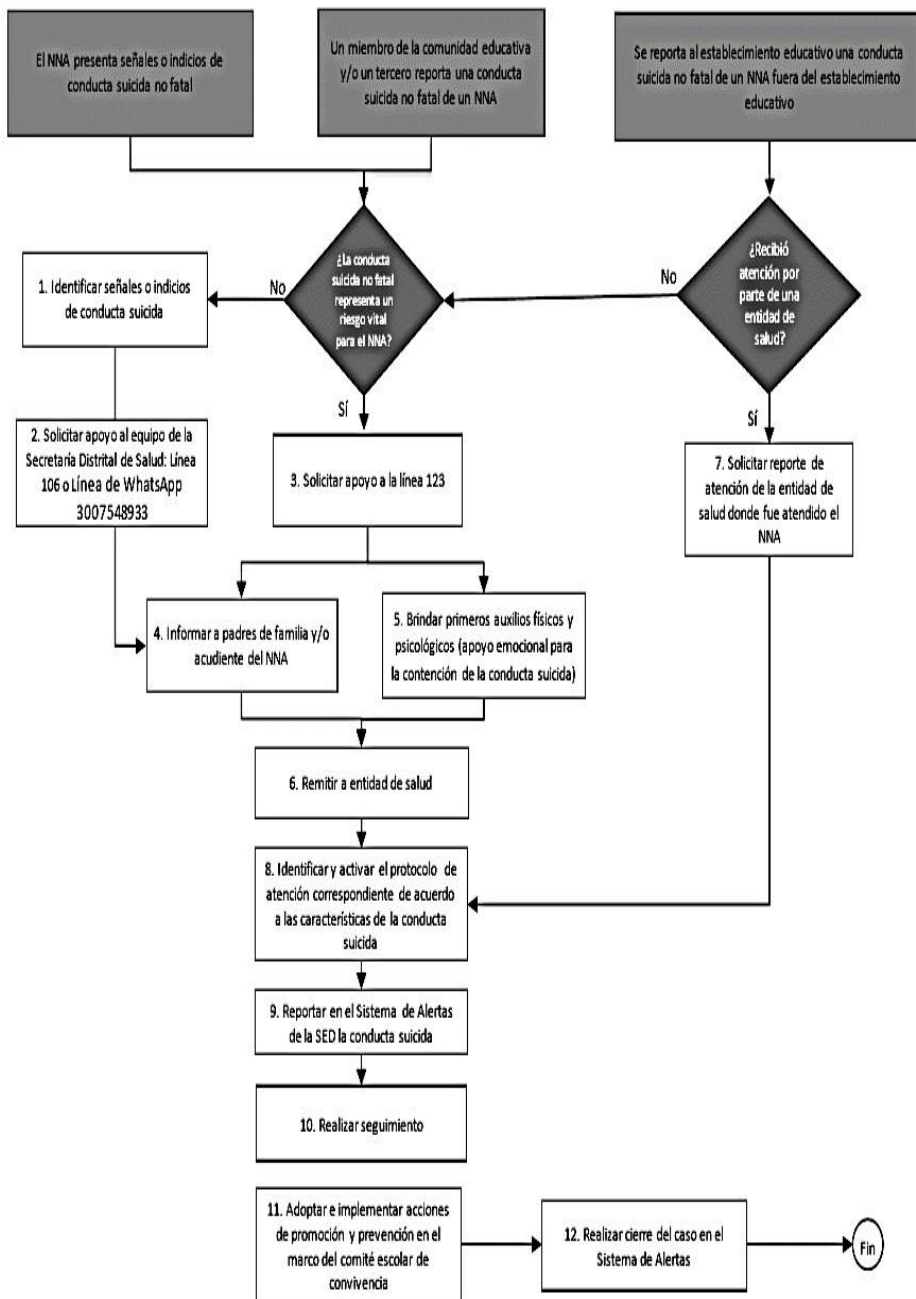 El NNA presenta señales o indicios de
conducta suicida no fatal
Un miembro de la comunidad educativa
y/o un tercero reporta una conducta
suicida no fatal de un NNA
Se reporta al establecimiento educativo una conducta
suicida no fatal de un NNA fuera del establecimiento
educativo
¿La conducta
suicida no fatal
representa un
riesgo vital
para el NNA?
¿Recibió
atención por
parte de una
entidad de
salud?
No
No
1. Identificar señales o indicios
de conducta suicida
Sí
Sí
2. Solicitar apoyo al equipo de la
Secretaría Distrital de Salud: Línea
106 o Línea de WhatsApp
3007548933
3. Solicitar apoyo a la línea 123
7. Solicitar reporte de
atención de la entidad de
salud donde fue atendido el
NNA
4. Informar a padres de familia y/o
acudiente del NNA
5. Brindar primeros auxilios físicos y
psicológicos (apoyo emocional para
la contención de la conducta suicida)
6. Remitir a entidad de salud
8. Identificar y activar el protocolo de
atención correspondiente de acuerdo
a las características de la conducta
suicida
9. Reportar en el Sistema de Alertas
de la SED la conducta suicida
10. Realizar seguimiento
11. Adoptar e implementar acciones
de promoción y prevención en el
marco del comité escolar de
convivencia
12. Realizar cierre del caso en el
Sistema de Alertas
Fin